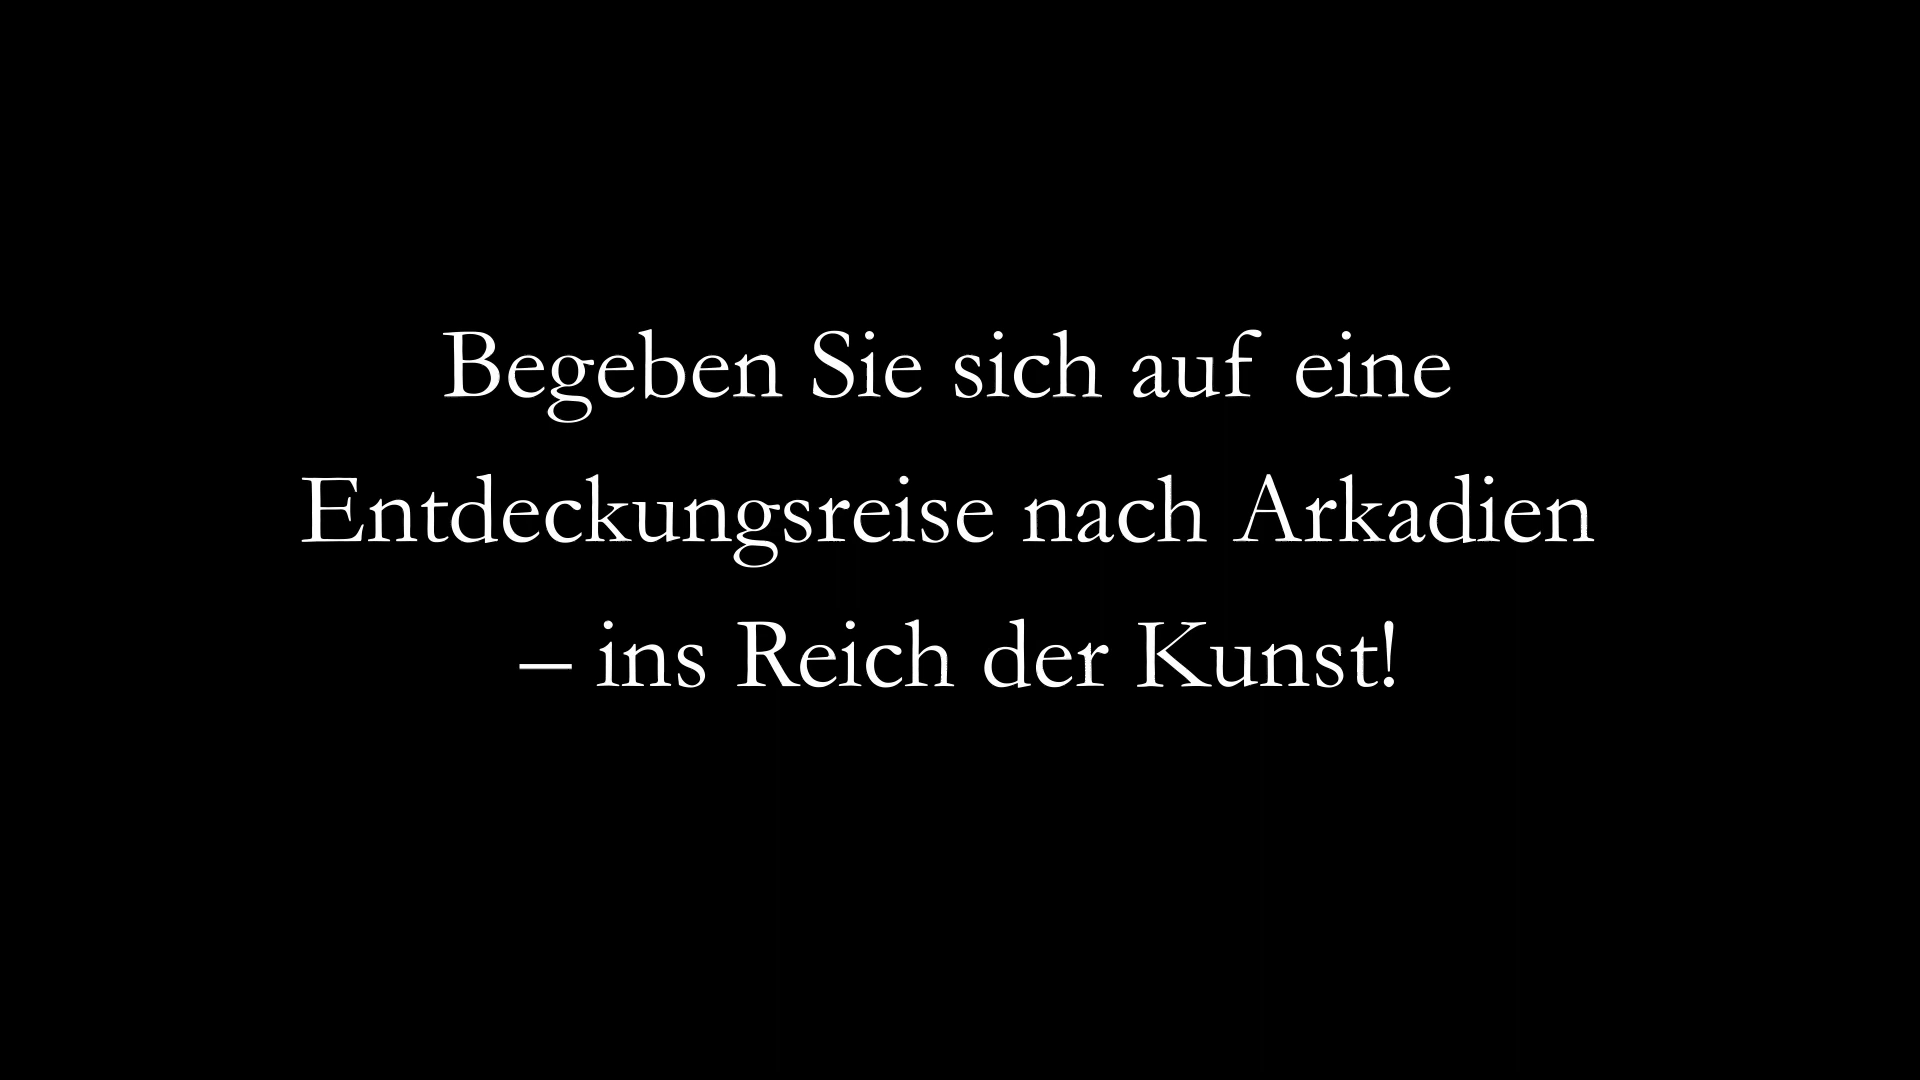 Begeben Sie sich auf eine
Entdeckungsreise nach Arkadien
– ins Reich der Kunst!